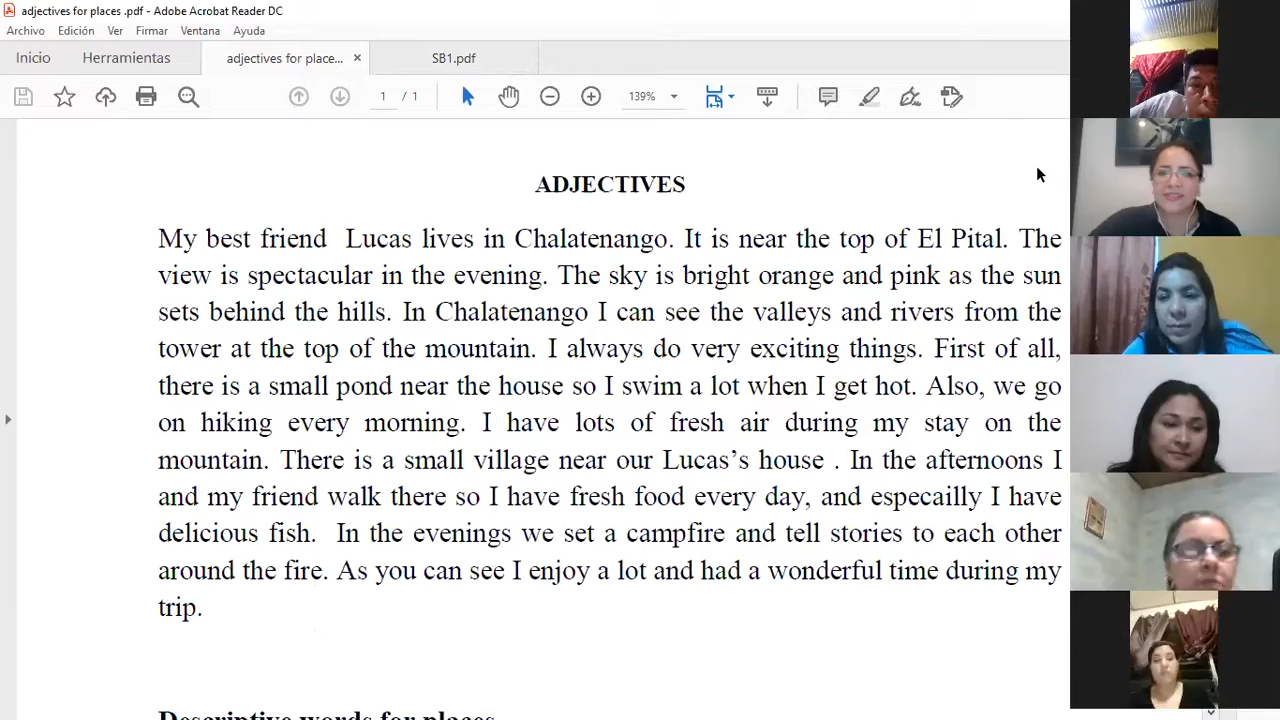 adjectives for places .pdf - Adobe Acrobat Reader DC
Archivo Edición Ver Firmar Ventana Ayuda
Inicio Herramientas adjectives for place... × SB1.pdf
1 / 1 139%
ADJECTIVES
My best friend Lucas lives in Chalatenango. It is near the top of El Pital. The
view is spectacular in the evening. The sky is bright orange and pink as the sun
sets behind the hills. In Chalatenango I can see the valleys and rivers from the
tower at the top of the mountain. I always do very exciting things. First of all,
there is a small pond near the house so I swim a lot when I get hot. Also, we go
on hiking every morning. I have lots of fresh air during my stay on the
mountain. There is a small village near our Lucas’s house . In the afternoons I
and my friend walk there so I have fresh food every day, and especailly I have
delicious fish. In the evenings we set a campfire and tell stories to each other
around the fire. As you can see I enjoy a lot and had a wonderful time during my
trip.
Descriptive words for places